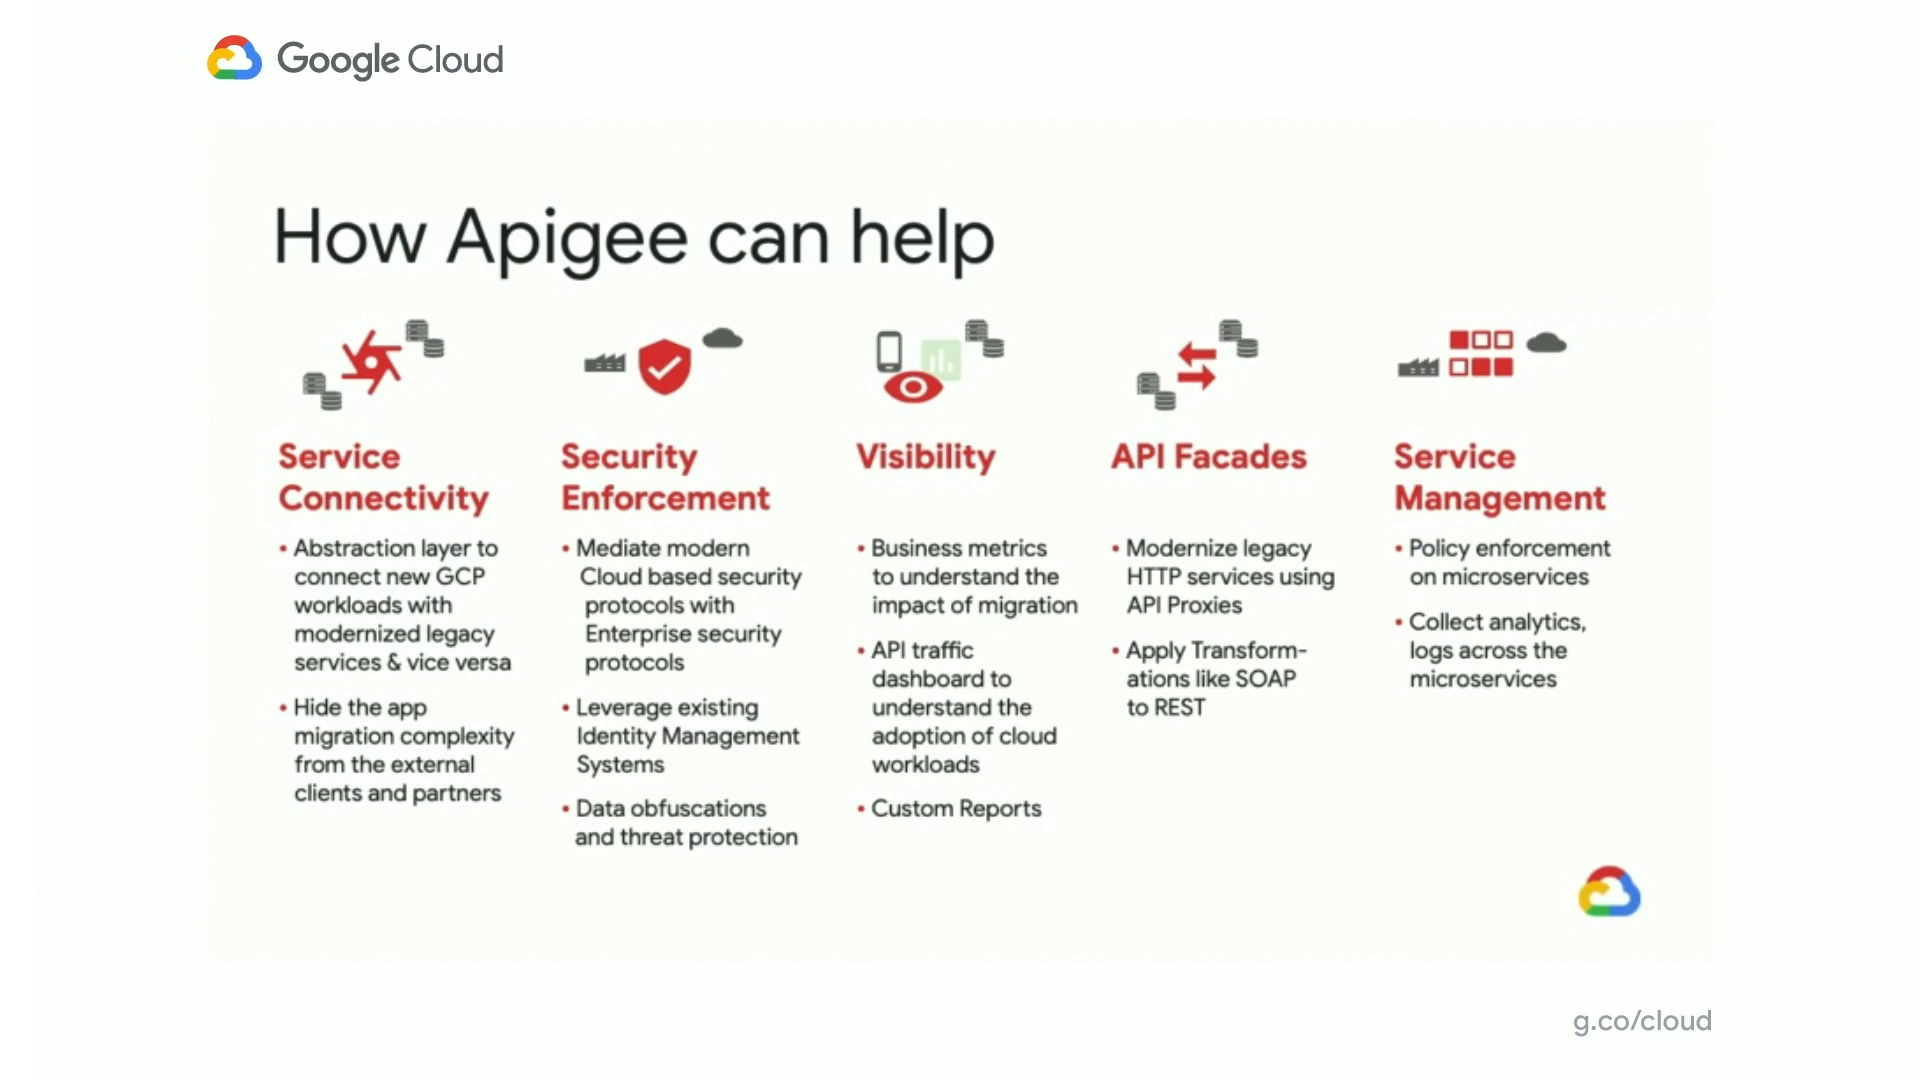 Google Cloud
How Apigee can help
Service
Connectivity
• Abstraction layer to
connect new GCP
workloads with
modernized legacy
services & vice versa
• Hide the app
migration complexity
from the external
clients and partners
Security
Enforcement
• Mediate modern
Cloud based security
protocols with
Enterprise security
protocols
• Leverage existing
Identity Management
Systems
• Data obfuscations
and threat protection
Visibility
• Business metrics
to understand the
impact of migration
• API traffic
dashboard to
understand the
adoption of cloud
workloads
• Custom Reports
API Facades
• Modernize legacy
HTTP services using
API Proxies
• Apply Transform-
ations like SOAP
to REST
Service
Management
• Policy enforcement
on microservices
• Collect analytics,
logs across the
microservices
g.co/cloud